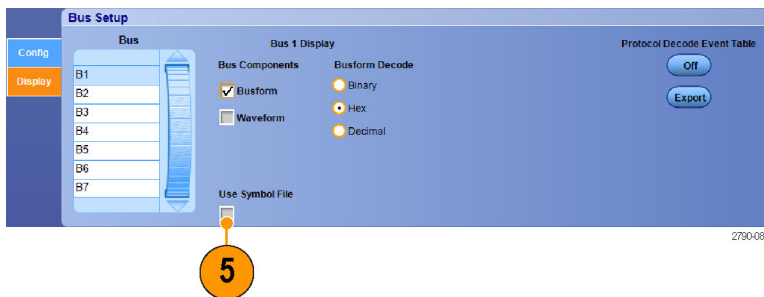 Bus Setup
Config
Display
Bus
B1
B2
B3
B4
B5
B6
B7
Bus 1 Display
Bus Components
Busform
Waveform
Busform Decode
Binary
Hex
Decimal
Use Symbol File
Protocol Decode Event Table
Off
Export
5
2790-08